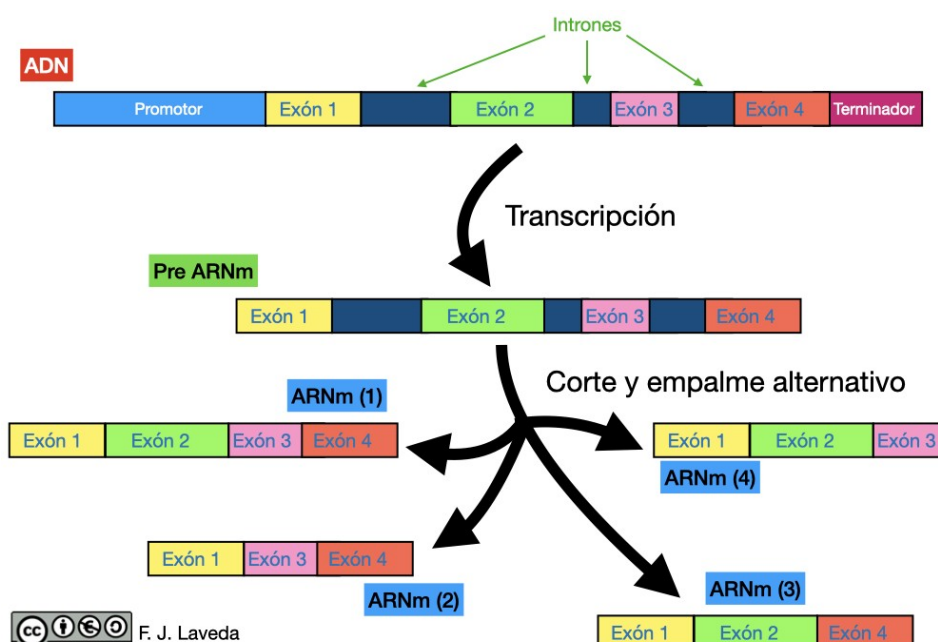 Intrones
ADN
Promotor Exón 1 Exón 2 Exón 3 Exón 4 Terminador
Transcripción
Pre ARNm
Exón 1 Exón 2 Exón 3 Exón 4
Corte y empalme alternativo
ARNm (1)
Exón 1 Exón 2 Exón 3 Exón 4
Exón 1 Exón 2 Exón 3
ARNm (4)
Exón 1 Exón 3 Exón 4
ARNm (2)
ARNm (3)
Exón 1 Exón 2 Exón 4
cc F. J. Laveda